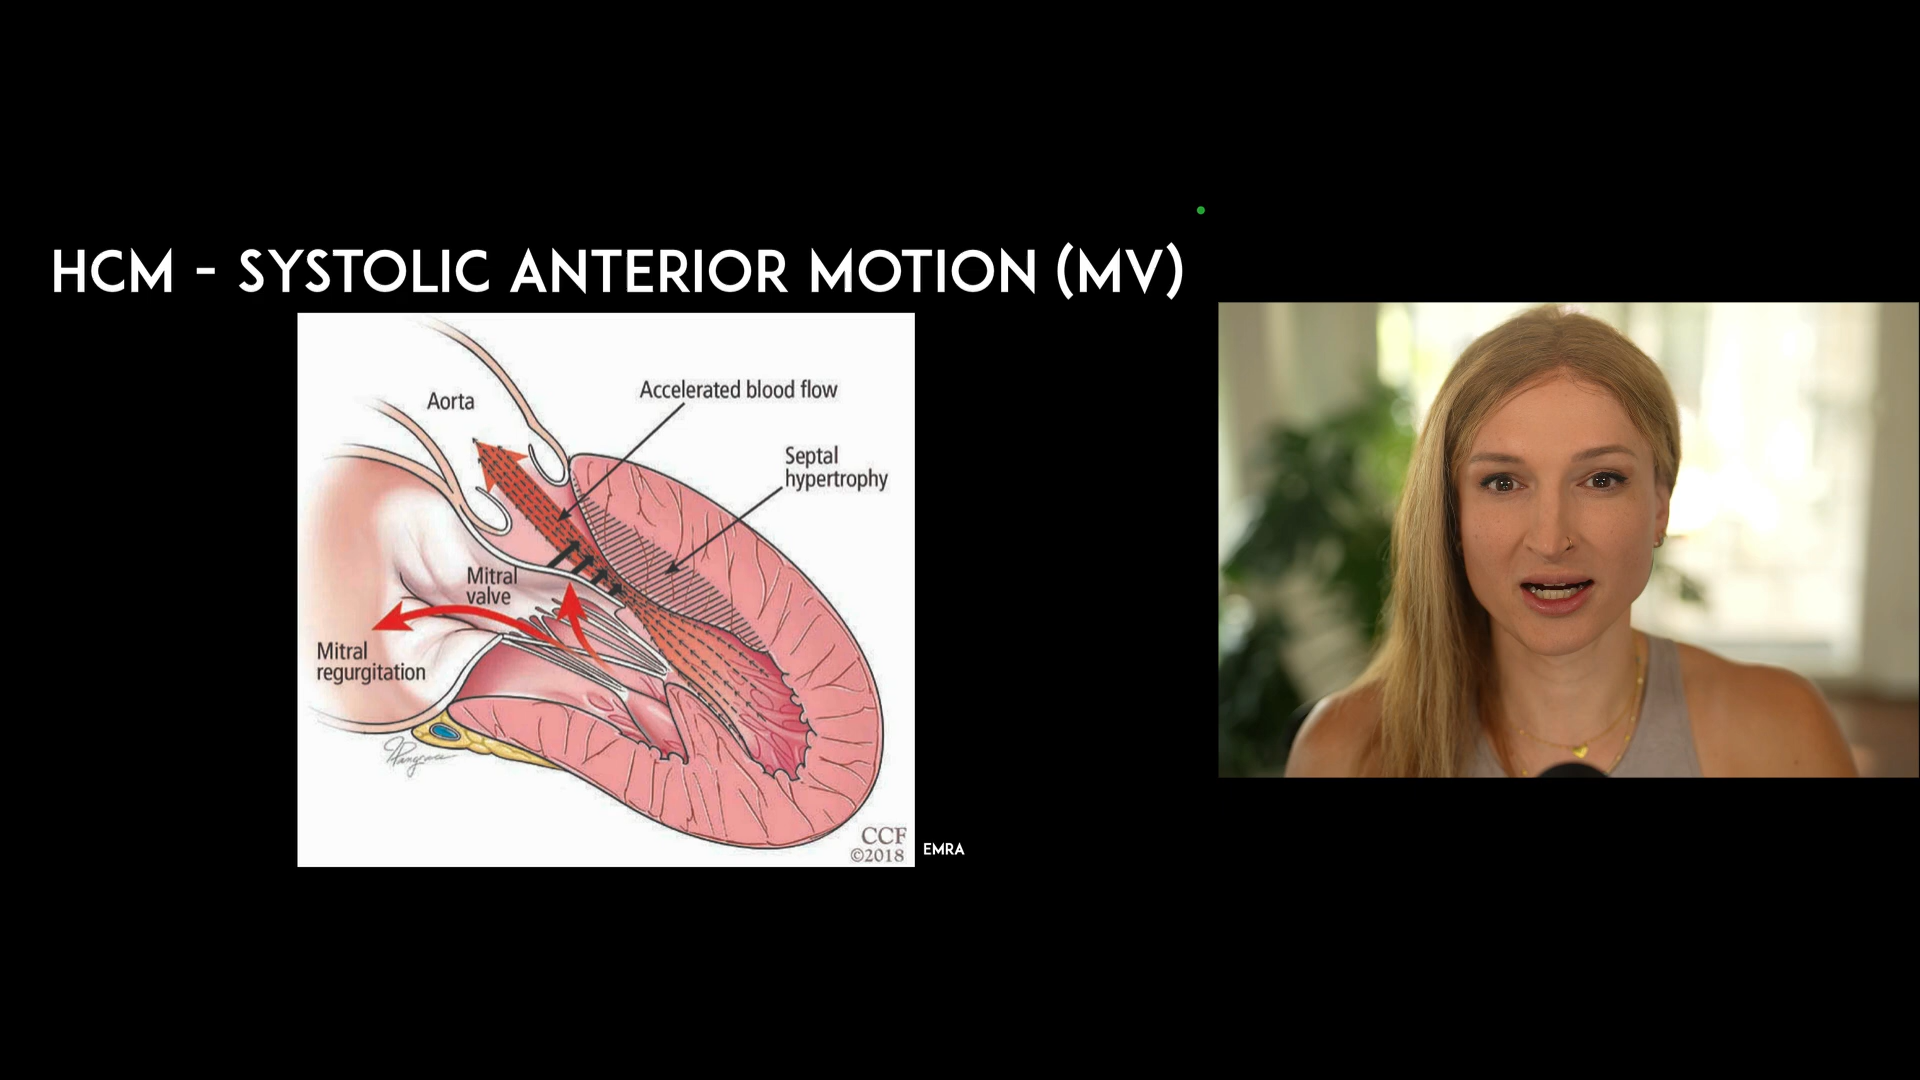 HCM - SYSTOLIC ANTERIOR MOTION (MV)
Accelerated blood flow
Aorta
Septal
hypertrophy
Mitral
valve
Mitral
regurgitation
CCF
©2018
EMRA